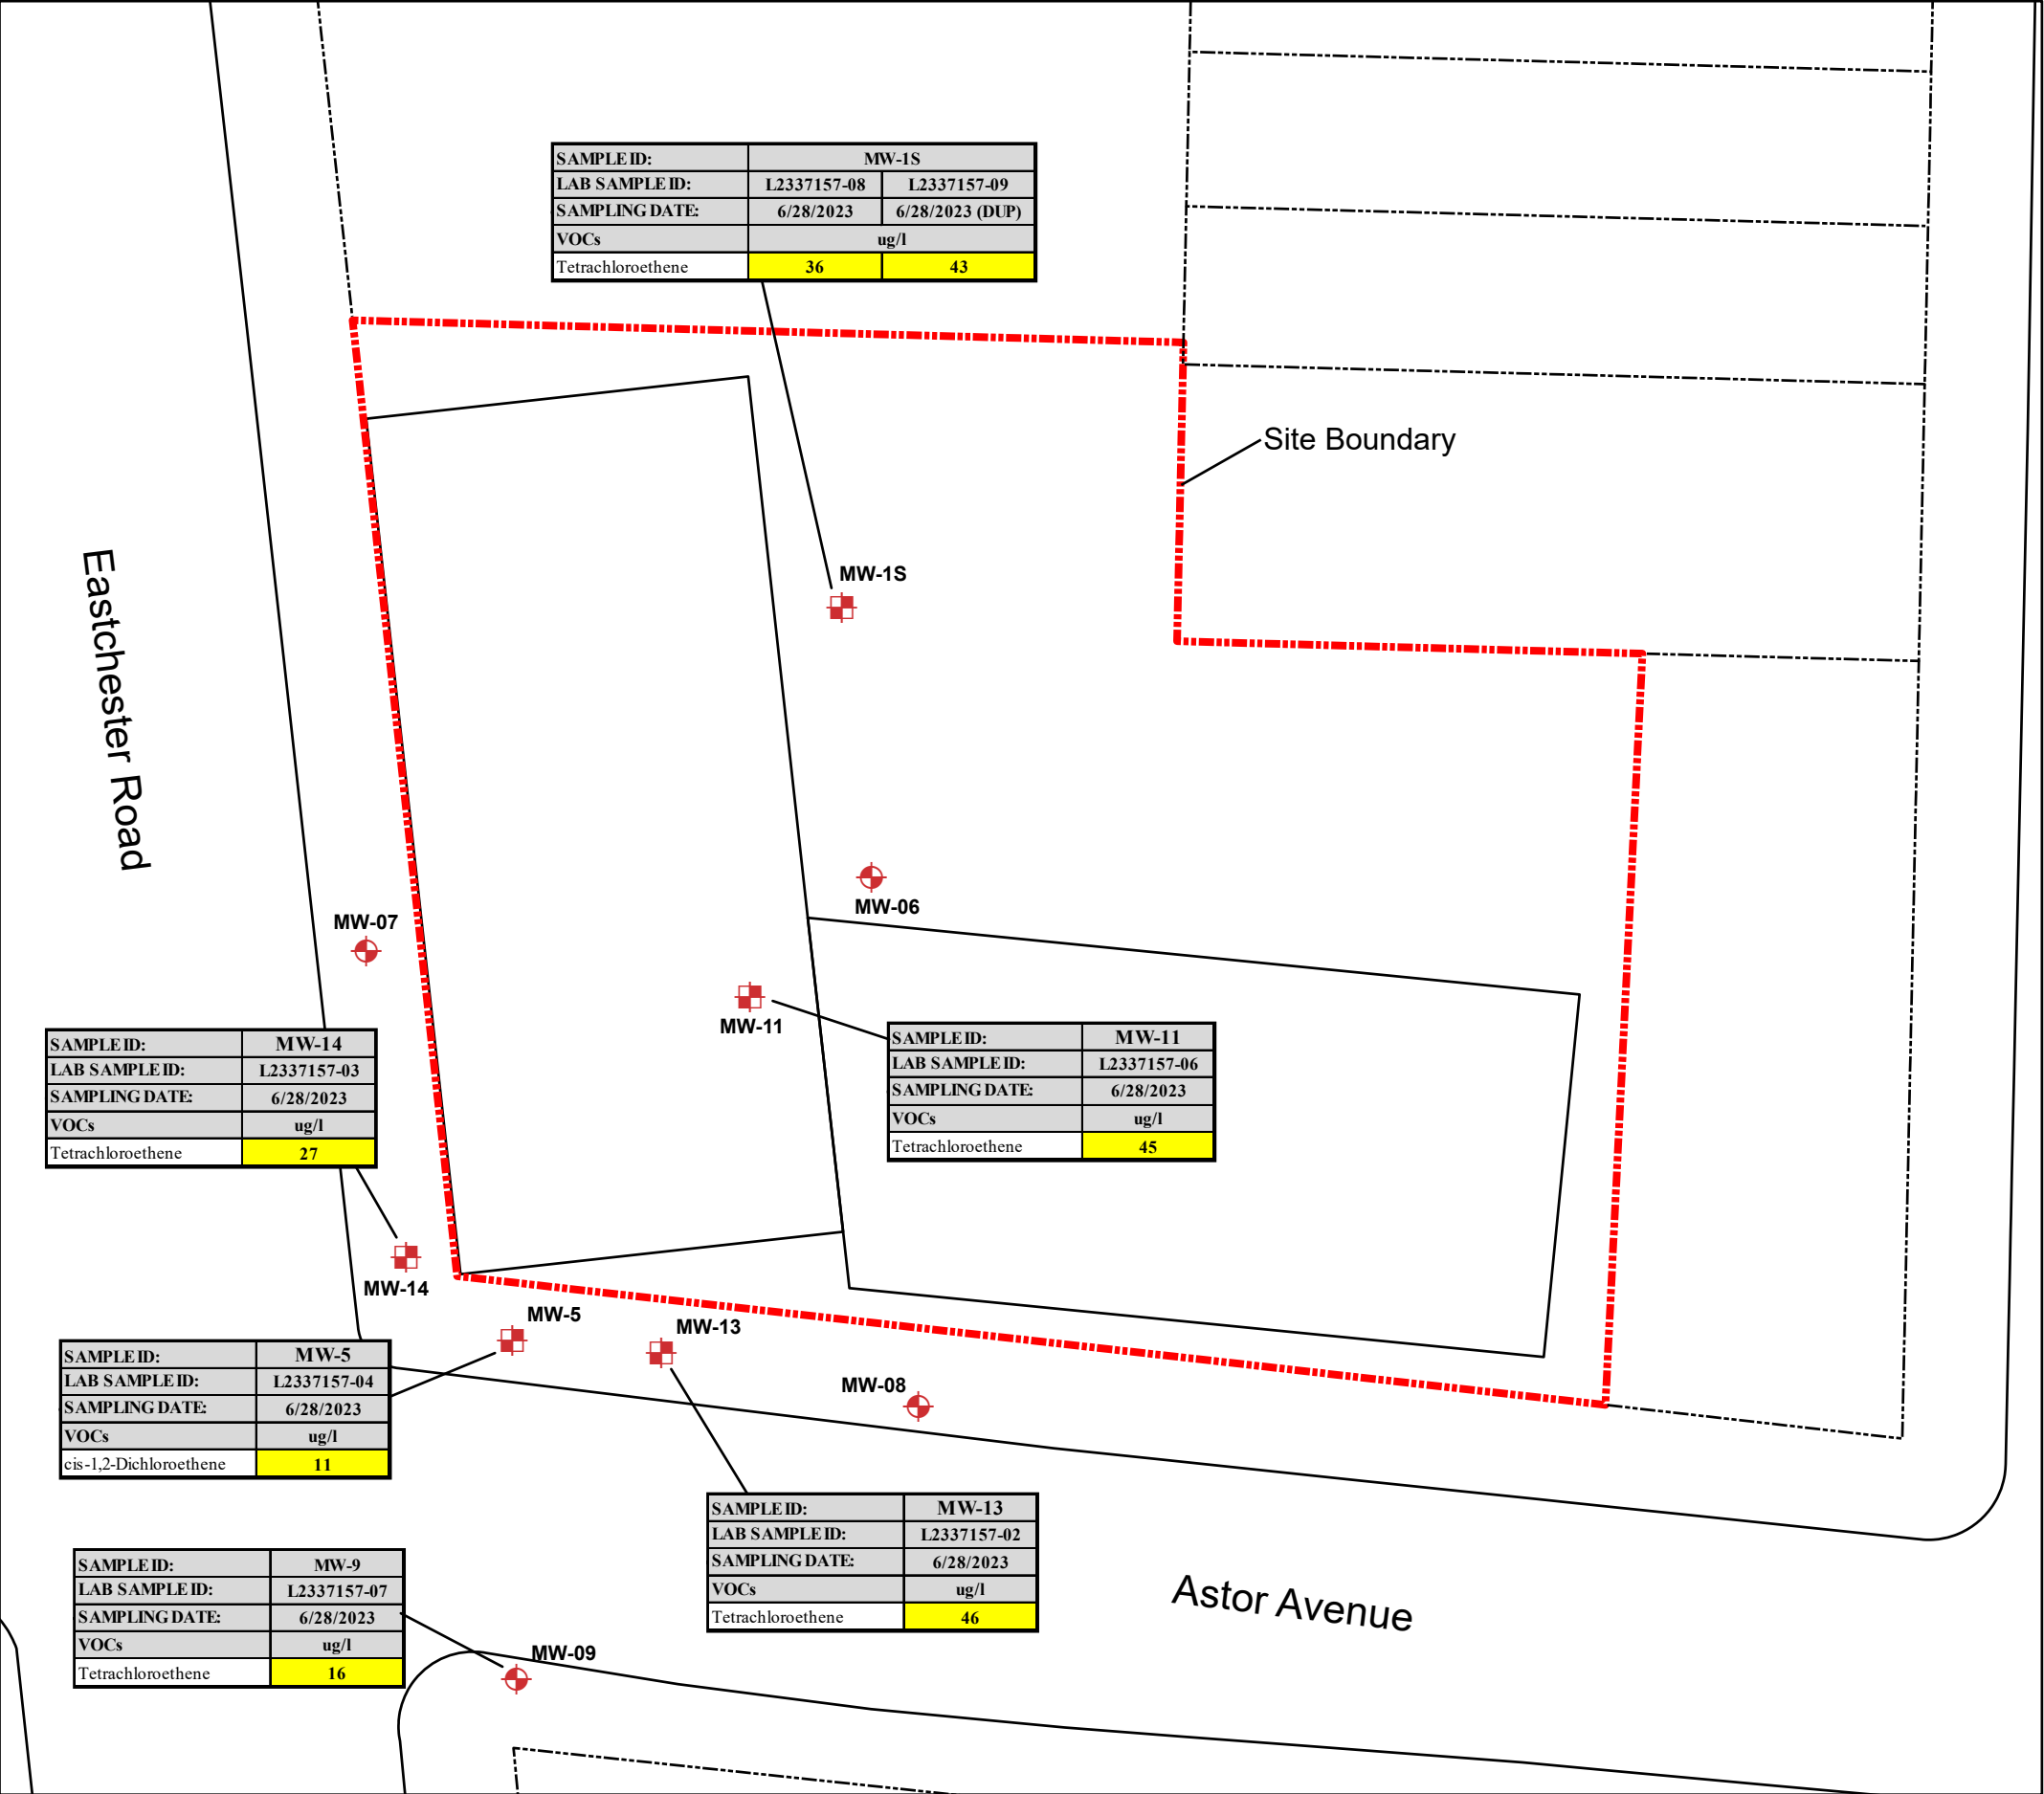 SAMPLE ID: MW-1S
LAB SAMPLE ID: L2337157-08 L2337157-09
SAMPLING DATE: 6/28/2023 6/28/2023 (DUP)
VOCs ug/l
Tetrachloroethene 36 43
Site Boundary
MW-1S
Eastchester Road
MW-06
MW-07
MW-11
SAMPLE ID: MW-11
LAB SAMPLE ID: L2337157-06
SAMPLING DATE: 6/28/2023
VOCs ug/l
Tetrachloroethene 45
SAMPLE ID: MW-14
LAB SAMPLE ID: L2337157-03
SAMPLING DATE: 6/28/2023
VOCs ug/l
Tetrachloroethene 27
MW-14
MW-5
MW-13
MW-08
SAMPLE ID: MW-5
LAB SAMPLE ID: L2337157-04
SAMPLING DATE: 6/28/2023
VOCs ug/l
cis-1,2-Dichloroethene 11
SAMPLE ID: MW-13
LAB SAMPLE ID: L2337157-02
SAMPLING DATE: 6/28/2023
VOCs ug/l
Tetrachloroethene 46
Astor Avenue
SAMPLE ID: MW-9
LAB SAMPLE ID: L2337157-07
SAMPLING DATE: 6/28/2023
VOCs ug/l
Tetrachloroethene 16
MW-09